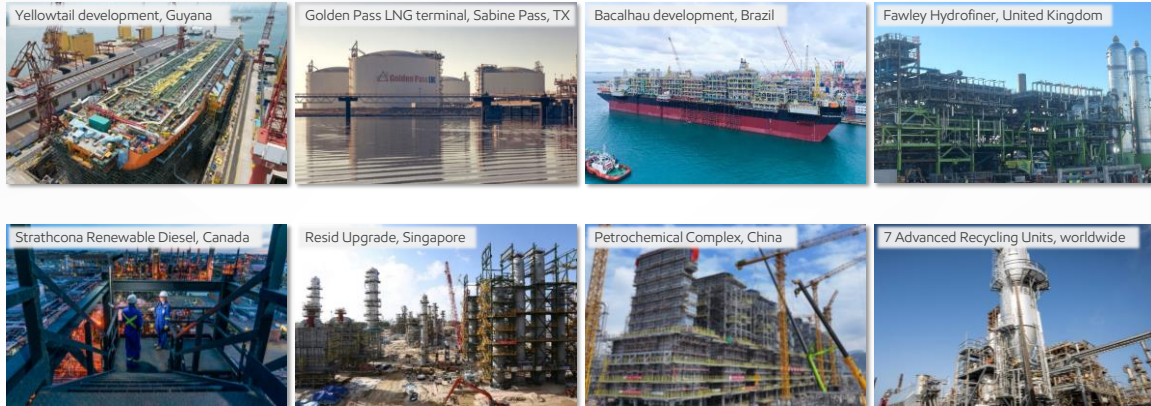 Yellowtail development, Guyana
Golden Pass LNG terminal, Sabine Pass, TX
Bacalhau development, Brazil
Fawley Hydrofiner, United Kingdom
Golden Pass LNG
Strathcona Renewable Diesel, Canada
Resid Upgrade, Singapore
Petrochemical Complex, China
7 Advanced Recycling Units, worldwide